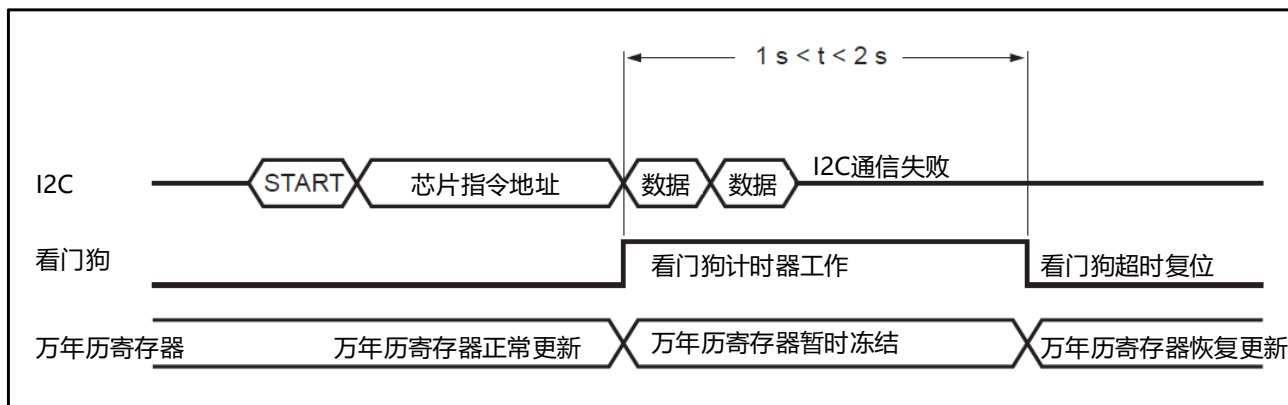 1 s < t < 2 s
I2C通信失败
I2C START 芯片指令地址 数据 数据
看门狗 看门狗计时器工作 看门狗超时复位
万年历寄存器 万年历寄存器正常更新 万年历寄存器暂时冻结 万年历寄存器恢复更新